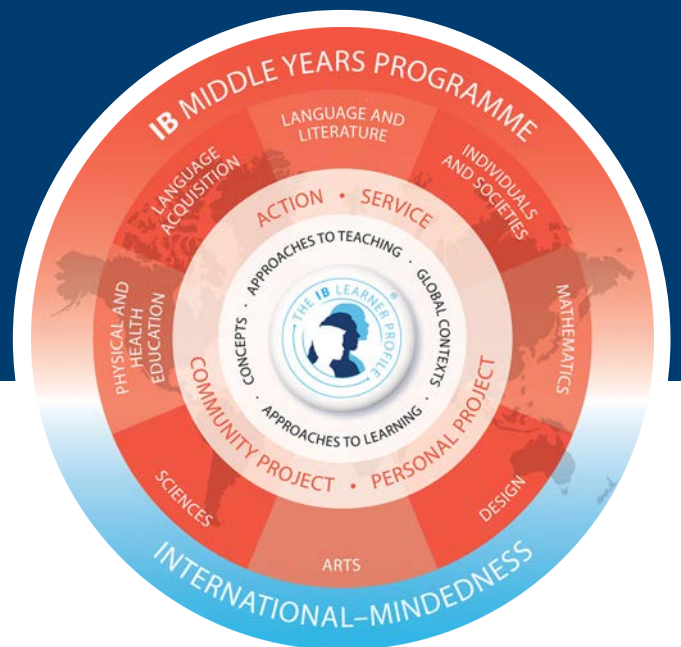 IB MIDDLE YEARS PROGRAMME
LANGUAGE AND
LITERATURE
INDIVIDUALS
AND SOCIETIES
MATHEMATICS
DESIGN
ARTS
SCIENCES
PHYSICAL AND
HEALTH
EDUCATION
LANGUAGE
ACQUISITION
ACTION • SERVICE
PERSONAL PROJECT
•
COMMUNITY PROJECT
APPROACHES TO TEACHING · GLOBAL CONTEXTS · APPROACHES TO LEARNING · CONCEPTS ·
THE IB LEARNER PROFILE
®
INTERNATIONAL–MINDEDNESS